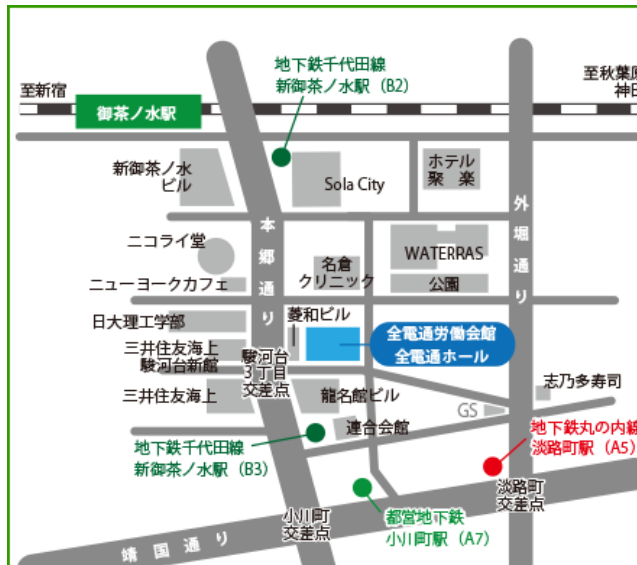 地下鉄千代田線
新御茶ノ水駅（B2）
至新宿
至秋葉原
神田
御茶ノ水駅
新御茶ノ水
ビル
Sola City
ホテル
聚楽
外堀通り
本郷通り
ニコライ堂
名倉
クリニック
WATERRAS
ニューヨークカフェ
公園
菱和ビル
日大理工学部
全電通労働会館
全電通ホール
三井住友海上
駿河台新館
駿河台
3丁目
交差点
志乃多寿司
三井住友海上
龍名館ビル
GS
連合会館
地下鉄丸の内線
淡路町駅（A5）
地下鉄千代田線
新御茶ノ水駅（B3）
淡路町
交差点
小川町
交差点
都営地下鉄
小川町駅（A7）
靖国通り